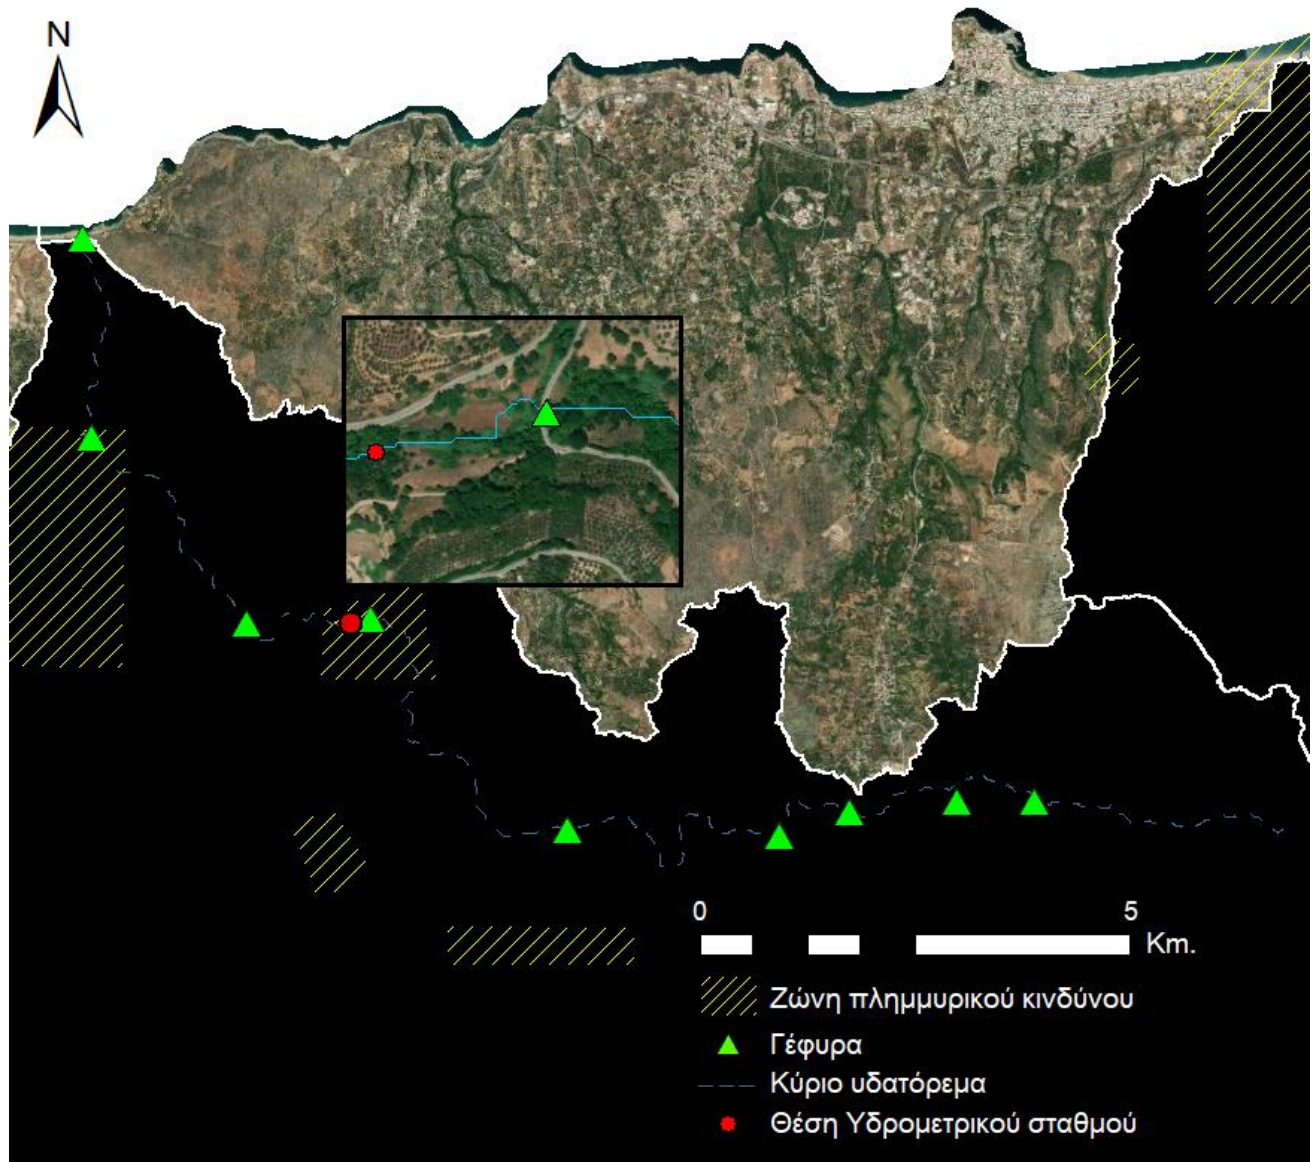 N
0 5
Km.
Ζώνη πλημμυρικού κινδύνου
Γέφυρα
Κύριο υδατόρεμα
Θέση Υδρομετρικού σταθμού